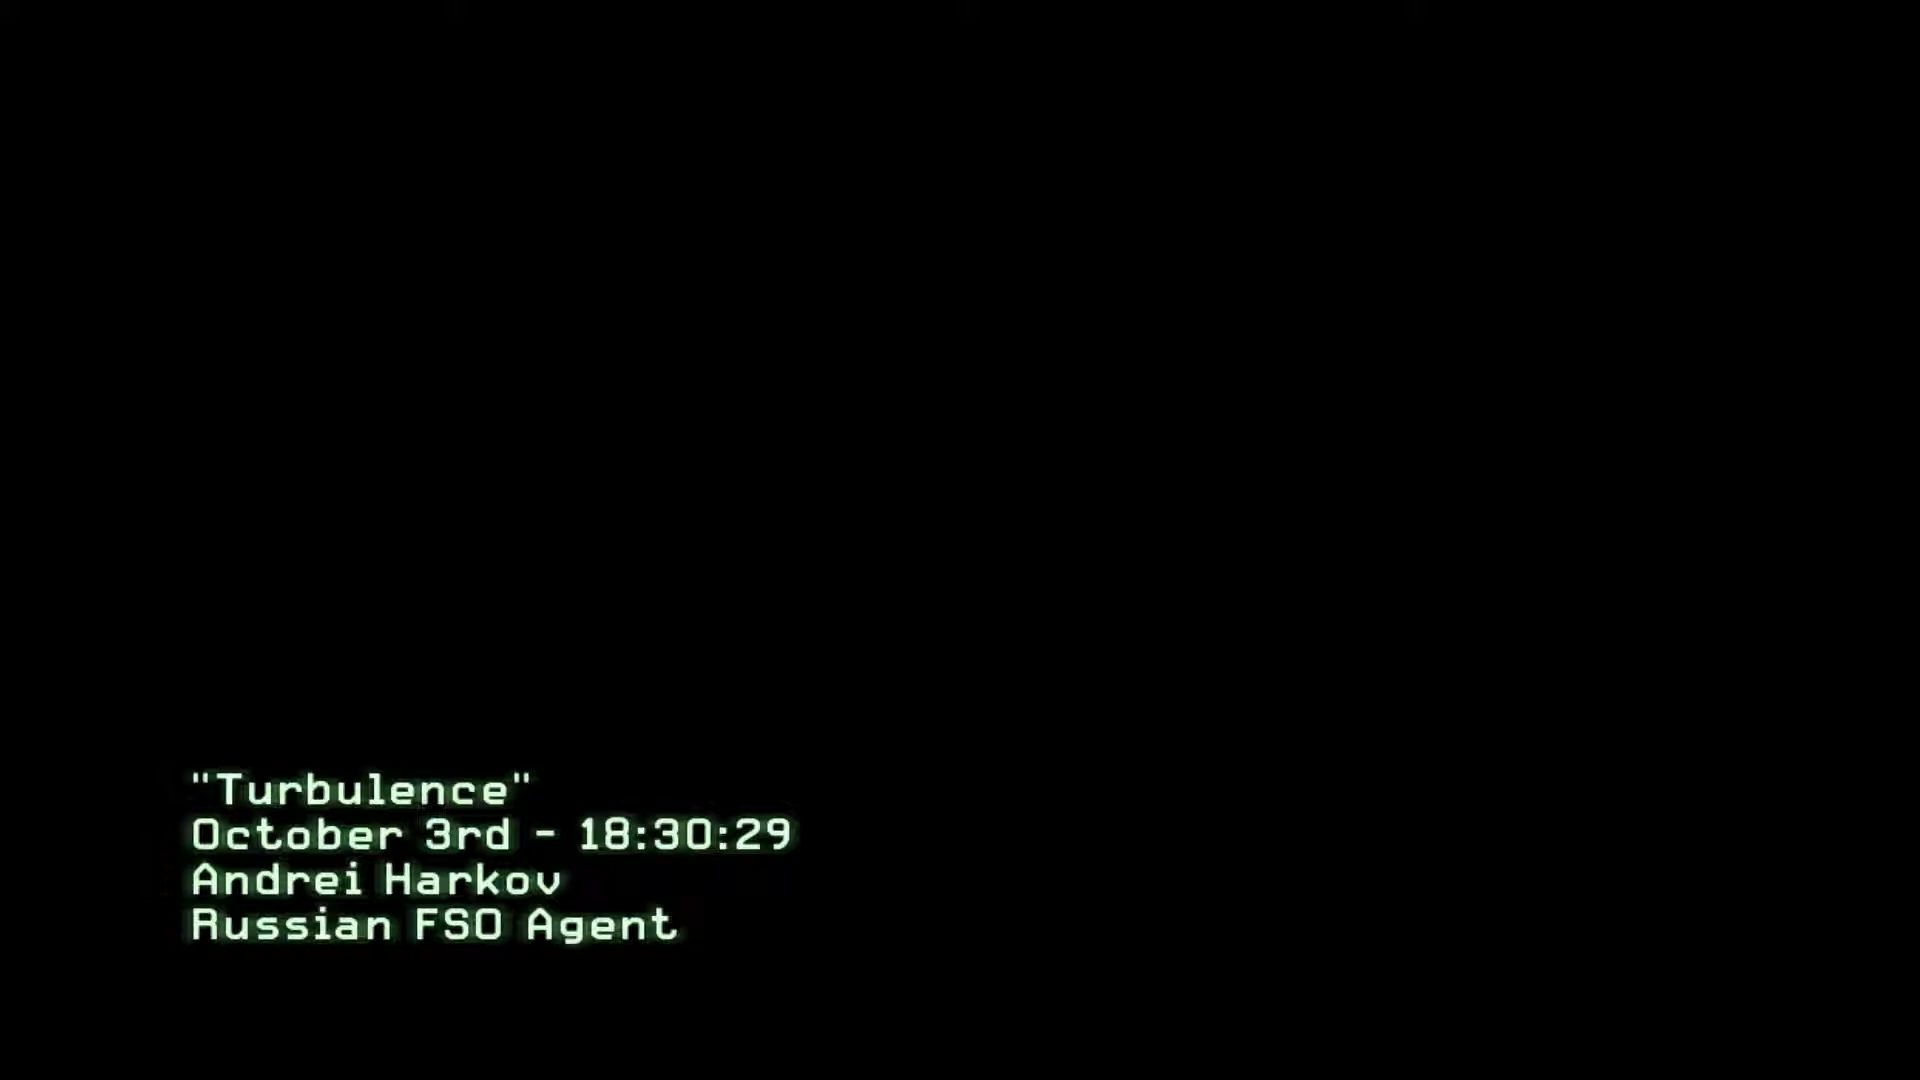 "Turbulence"
October 3rd - 18:30:29
Andrei Harkov
Russian FSO Agent